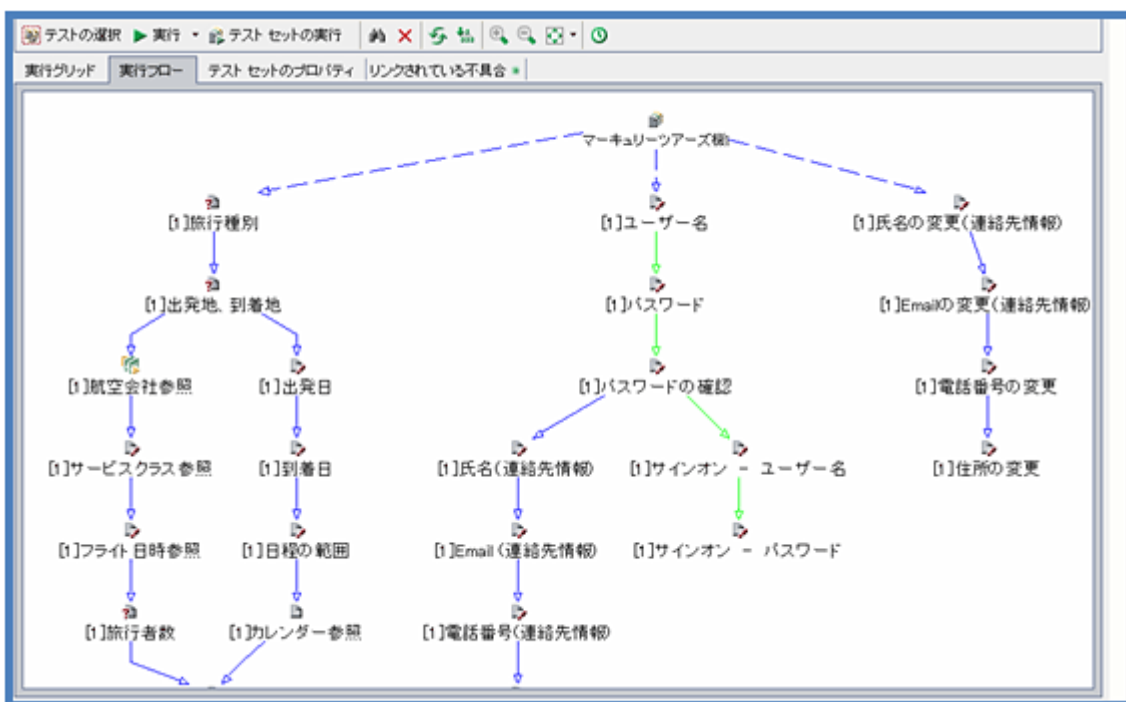 テストの選択 実行 テスト セットの実行
実行グリッド 実行フロー テスト セットのプロパティ リンクされている不具合
マーキュリーツアーズ機
[1]旅行種別 [1]ユーザー名 [1]氏名の変更(連絡先情報)
[1]出発地、到着地 [1]パスワード [1]Emailの変更(連絡先情報)
[1]航空会社参照 [1]出発日 [1]パスワードの確認 [1]電話番号の変更
[1]サービスクラス参照 [1]到着日 [1]氏名(連絡先情報) [1]サインオン - ユーザー名 [1]住所の変更
[1]フライト日時参照 [1]日程の範囲 [1]Email(連絡先情報) [1]サインオン - パスワード
[1]旅行者数 [1]カレンダー参照 [1]電話番号(連絡先情報)